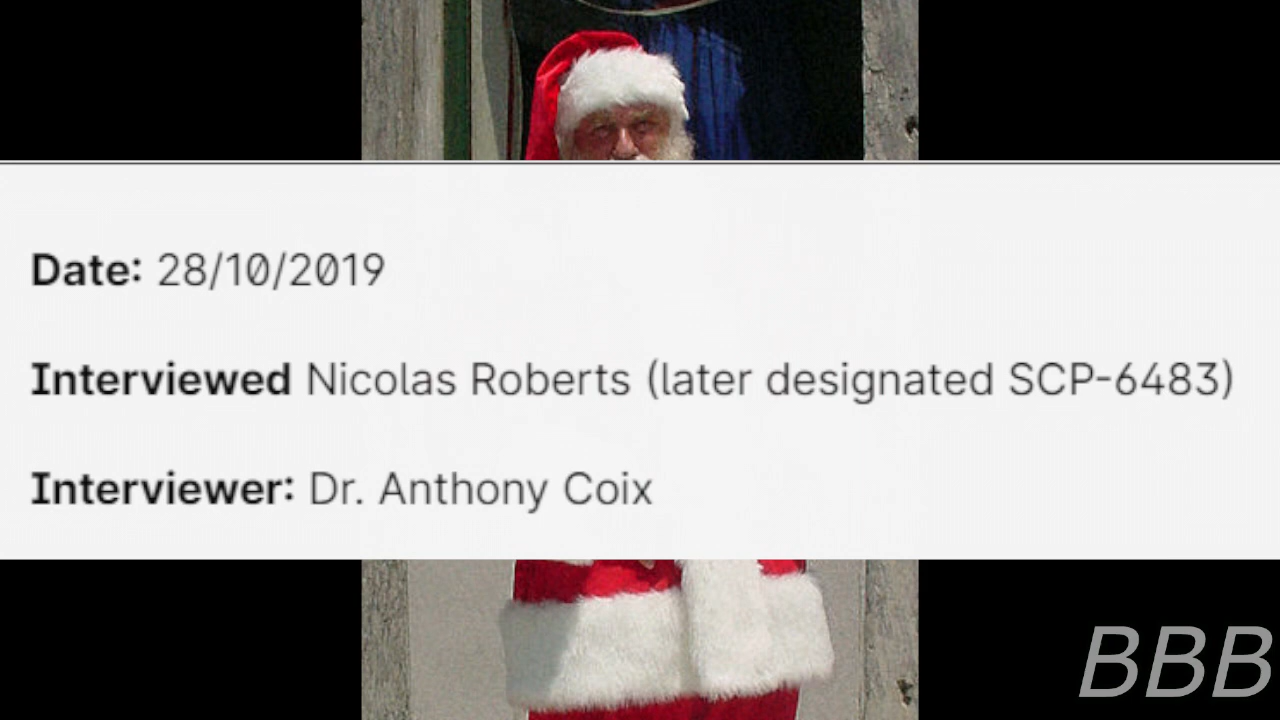 Date: 28/10/2019
Interviewed Nicolas Roberts (later designated SCP-6483)
Interviewer: Dr. Anthony Coix
BBB